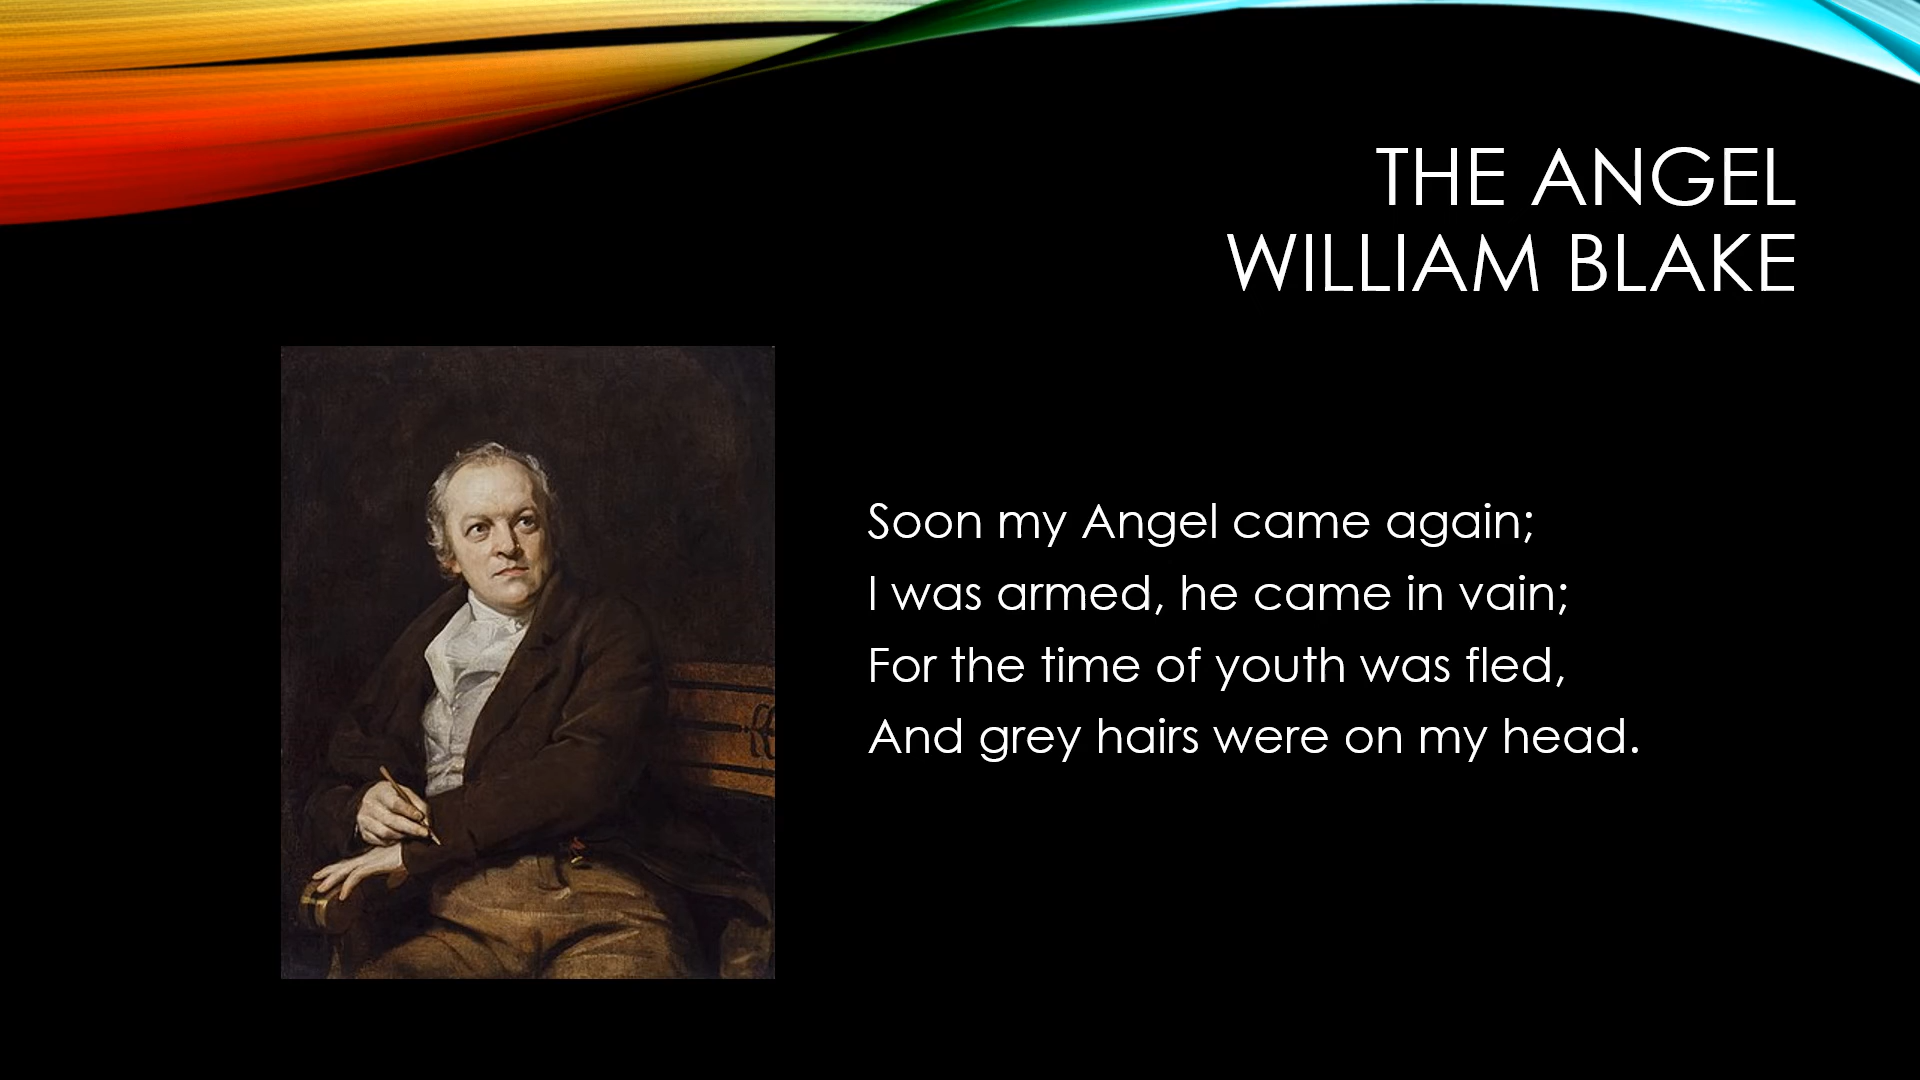 THE ANGEL
WILLIAM BLAKE
Soon my Angel came again;
I was armed, he came in vain;
For the time of youth was fled,
And grey hairs were on my head.